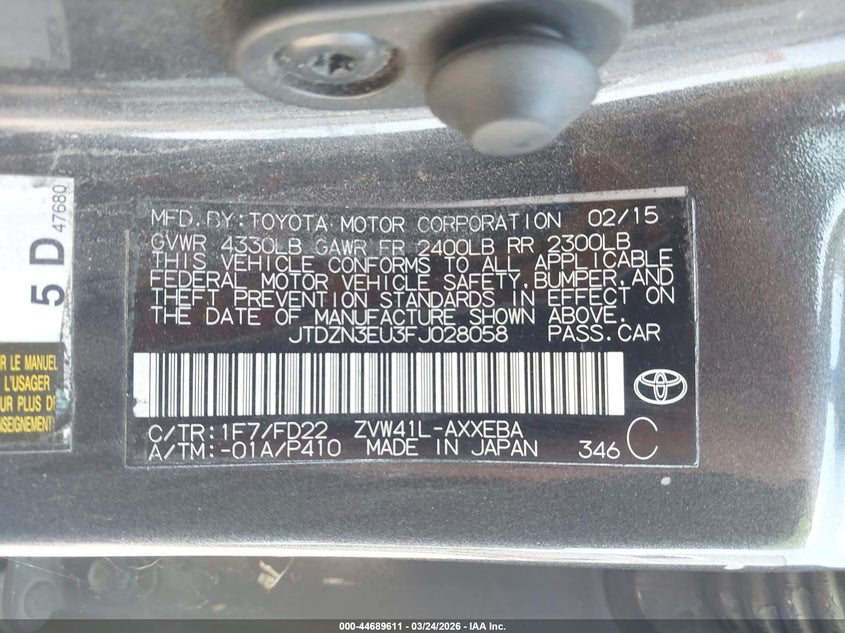 MFD.BY:TOYOTA MOTOR CORPORATION 02/15
GVWR 4330LB GAWR FR 2400LB RR 2300LB
THIS VEHICLE CONFORMS TO ALL APPLICABLE
FEDERAL MOTOR VEHICLE SAFETY,BUMPER,AND
THEFT PREVENTION STANDARDS IN EFFECT ON
THE DATE OF MANUFACTURE SHOWN ABOVE.
JTDZN3EU3FJ028058 PASS.CAR
C/TR:1F7/FD22 ZVW41L-AXXEBA
A/TM:-01A/P410 MADE IN JAPAN 346 C
5 D
47680
R LE MANUEL
L'USAGER
UR PLUS D
SEIGNEMENT
000-44689611 - 03/24/2026 - IAA Inc.